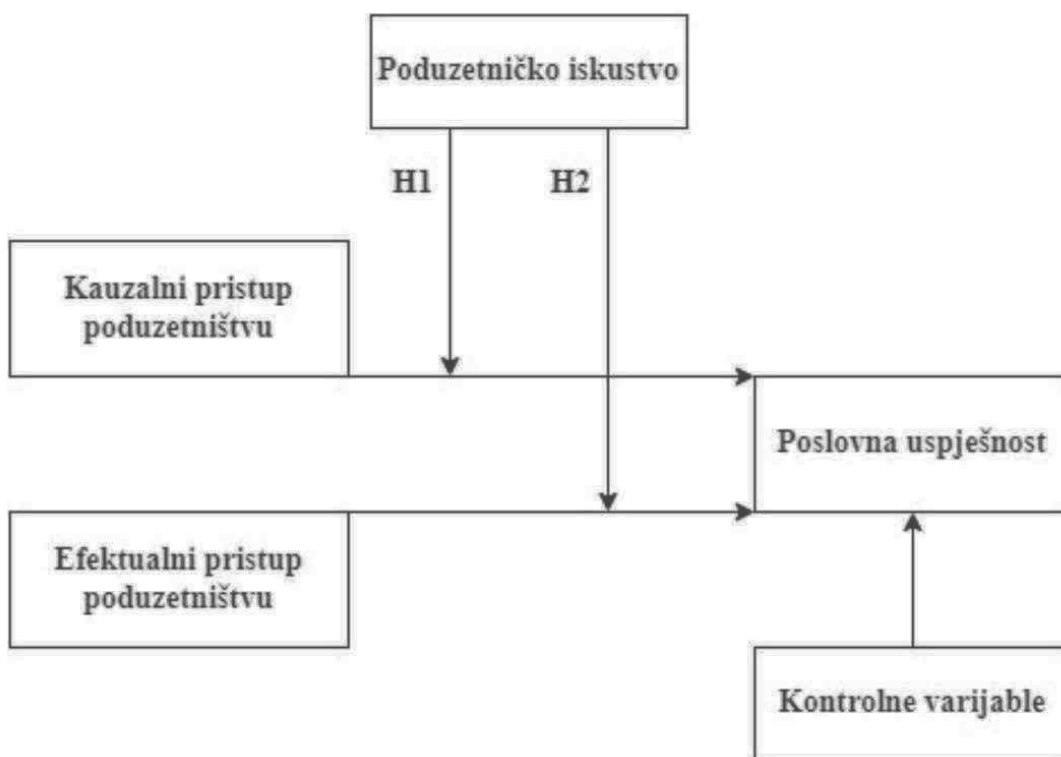 Poduzetničko iskustvo
H1
H2
Kauzalni pristup
poduzetništvu
Poslovna uspješnost
Efektualni pristup
poduzetništvu
Kontrolne varijable